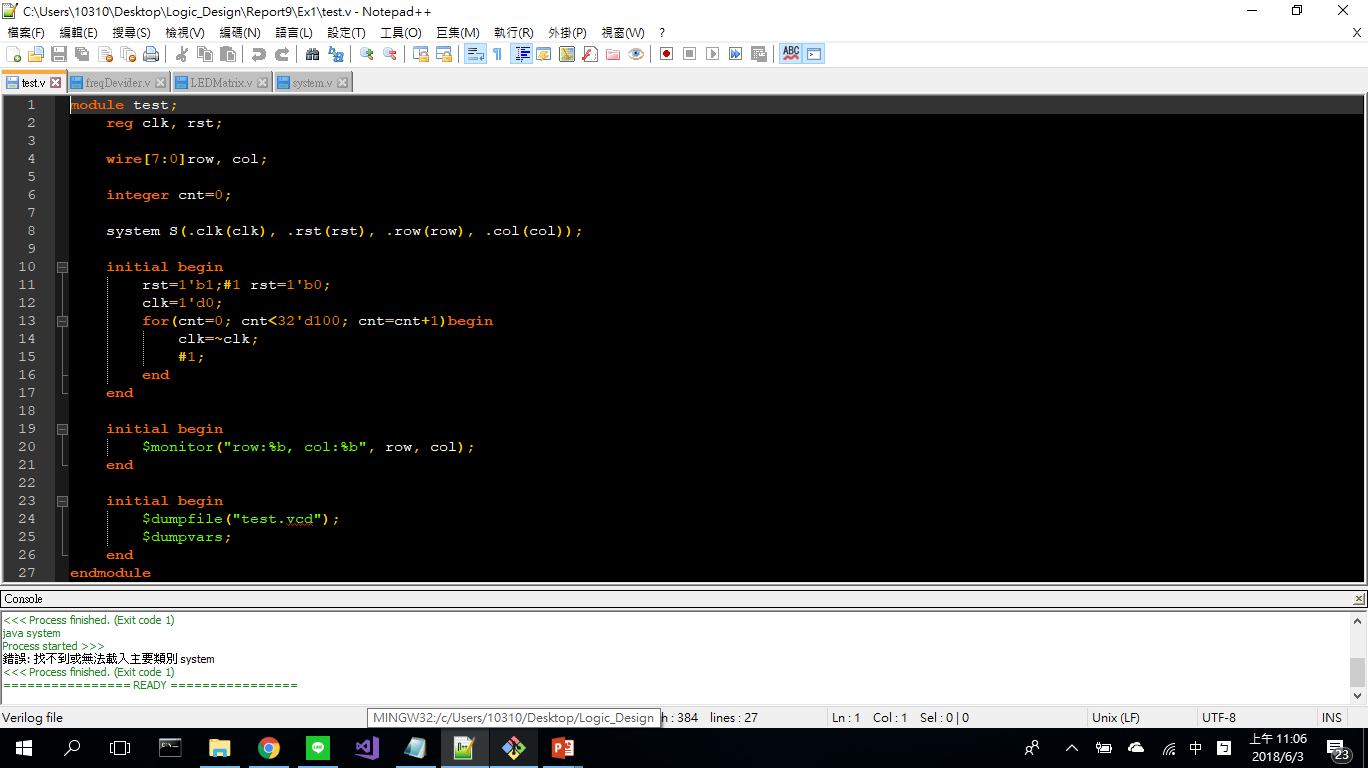 C:\Users\10310\Desktop\Logic_Design\Report9\Ex1\test.v - Notepad++
檔案(F) 編輯(E) 搜尋(S) 檢視(V) 編碼(N) 語言(L) 設定(T) 工具(O) 巨集(M) 執行(R) 外掛(P) 視窗(W) ? X
test.v freqDevider.v LEDMatrix.v system.v
1 module test;
2 reg clk, rst;
3
4 wire[7:0]row, col;
5
6 integer cnt=0;
7
8 system S(.clk(clk), .rst(rst), .row(row), .col(col));
9
10 initial begin
11 rst=1'b1;#1 rst=1'b0;
12 clk=1'd0;
13 for(cnt=0; cnt<32'd100; cnt=cnt+1)begin
14 clk=~clk;
15 #1;
16 end
17 end
18
19 initial begin
20 $monitor("row:%b, col:%b", row, col);
21 end
22
23 initial begin
24 $dumpfile("test.vcd");
25 $dumpvars;
26 end
27 endmodule
Console
<<< Process finished. (Exit code 1)
java system
Process started >>>
錯誤: 找不到或無法載入主要類別 system
<<< Process finished. (Exit code 1)
================ READY ================
Verilog file MINGW32:/c/Users/10310/Desktop/Logic_Design h : 384 lines : 27 Ln : 1 Col : 1 Sel : 0 | 0 Unix (LF) UTF-8 INS
中 上午 11:06
2018/6/3 23